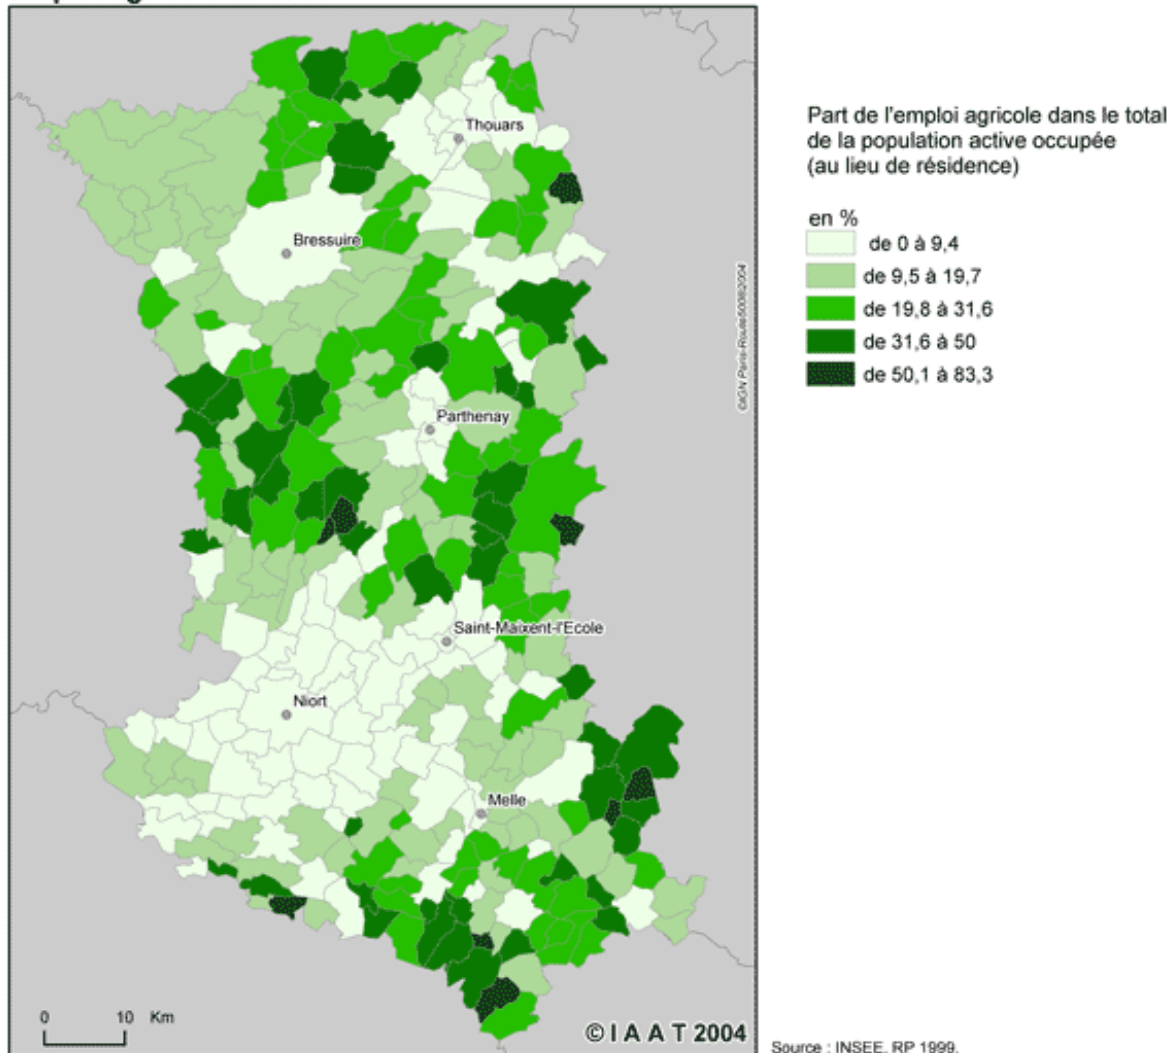 Thouars
Bressuire
Parthenay
Saint-Maixent-l'Ecole
Niort
Melle
0 10 Km
© I A A T 2004
Part de l'emploi agricole dans le total
de la population active occupée
(au lieu de résidence)
en %
de 0 à 9,4
de 9,5 à 19,7
de 19,8 à 31,6
de 31,6 à 50
de 50,1 à 83,3
Source : INSEE, RP 1999.